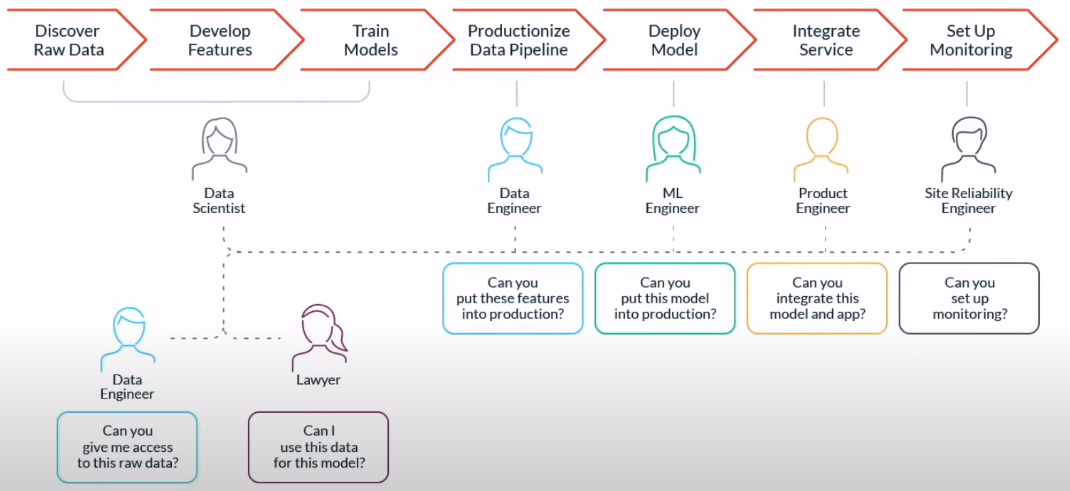 Discover
Raw Data
Develop
Features
Train
Models
Productionize
Data Pipeline
Deploy
Model
Integrate
Service
Set Up
Monitoring
Data
Scientist
Data
Engineer
ML
Engineer
Product
Engineer
Site Reliability
Engineer
Can you
put these features
into production?
Can you
put this model
into production?
Can you
integrate this
model and app?
Can you
set up
monitoring?
Data
Engineer
Lawyer
Can you
give me access
to this raw data?
Can I
use this data
for this model?